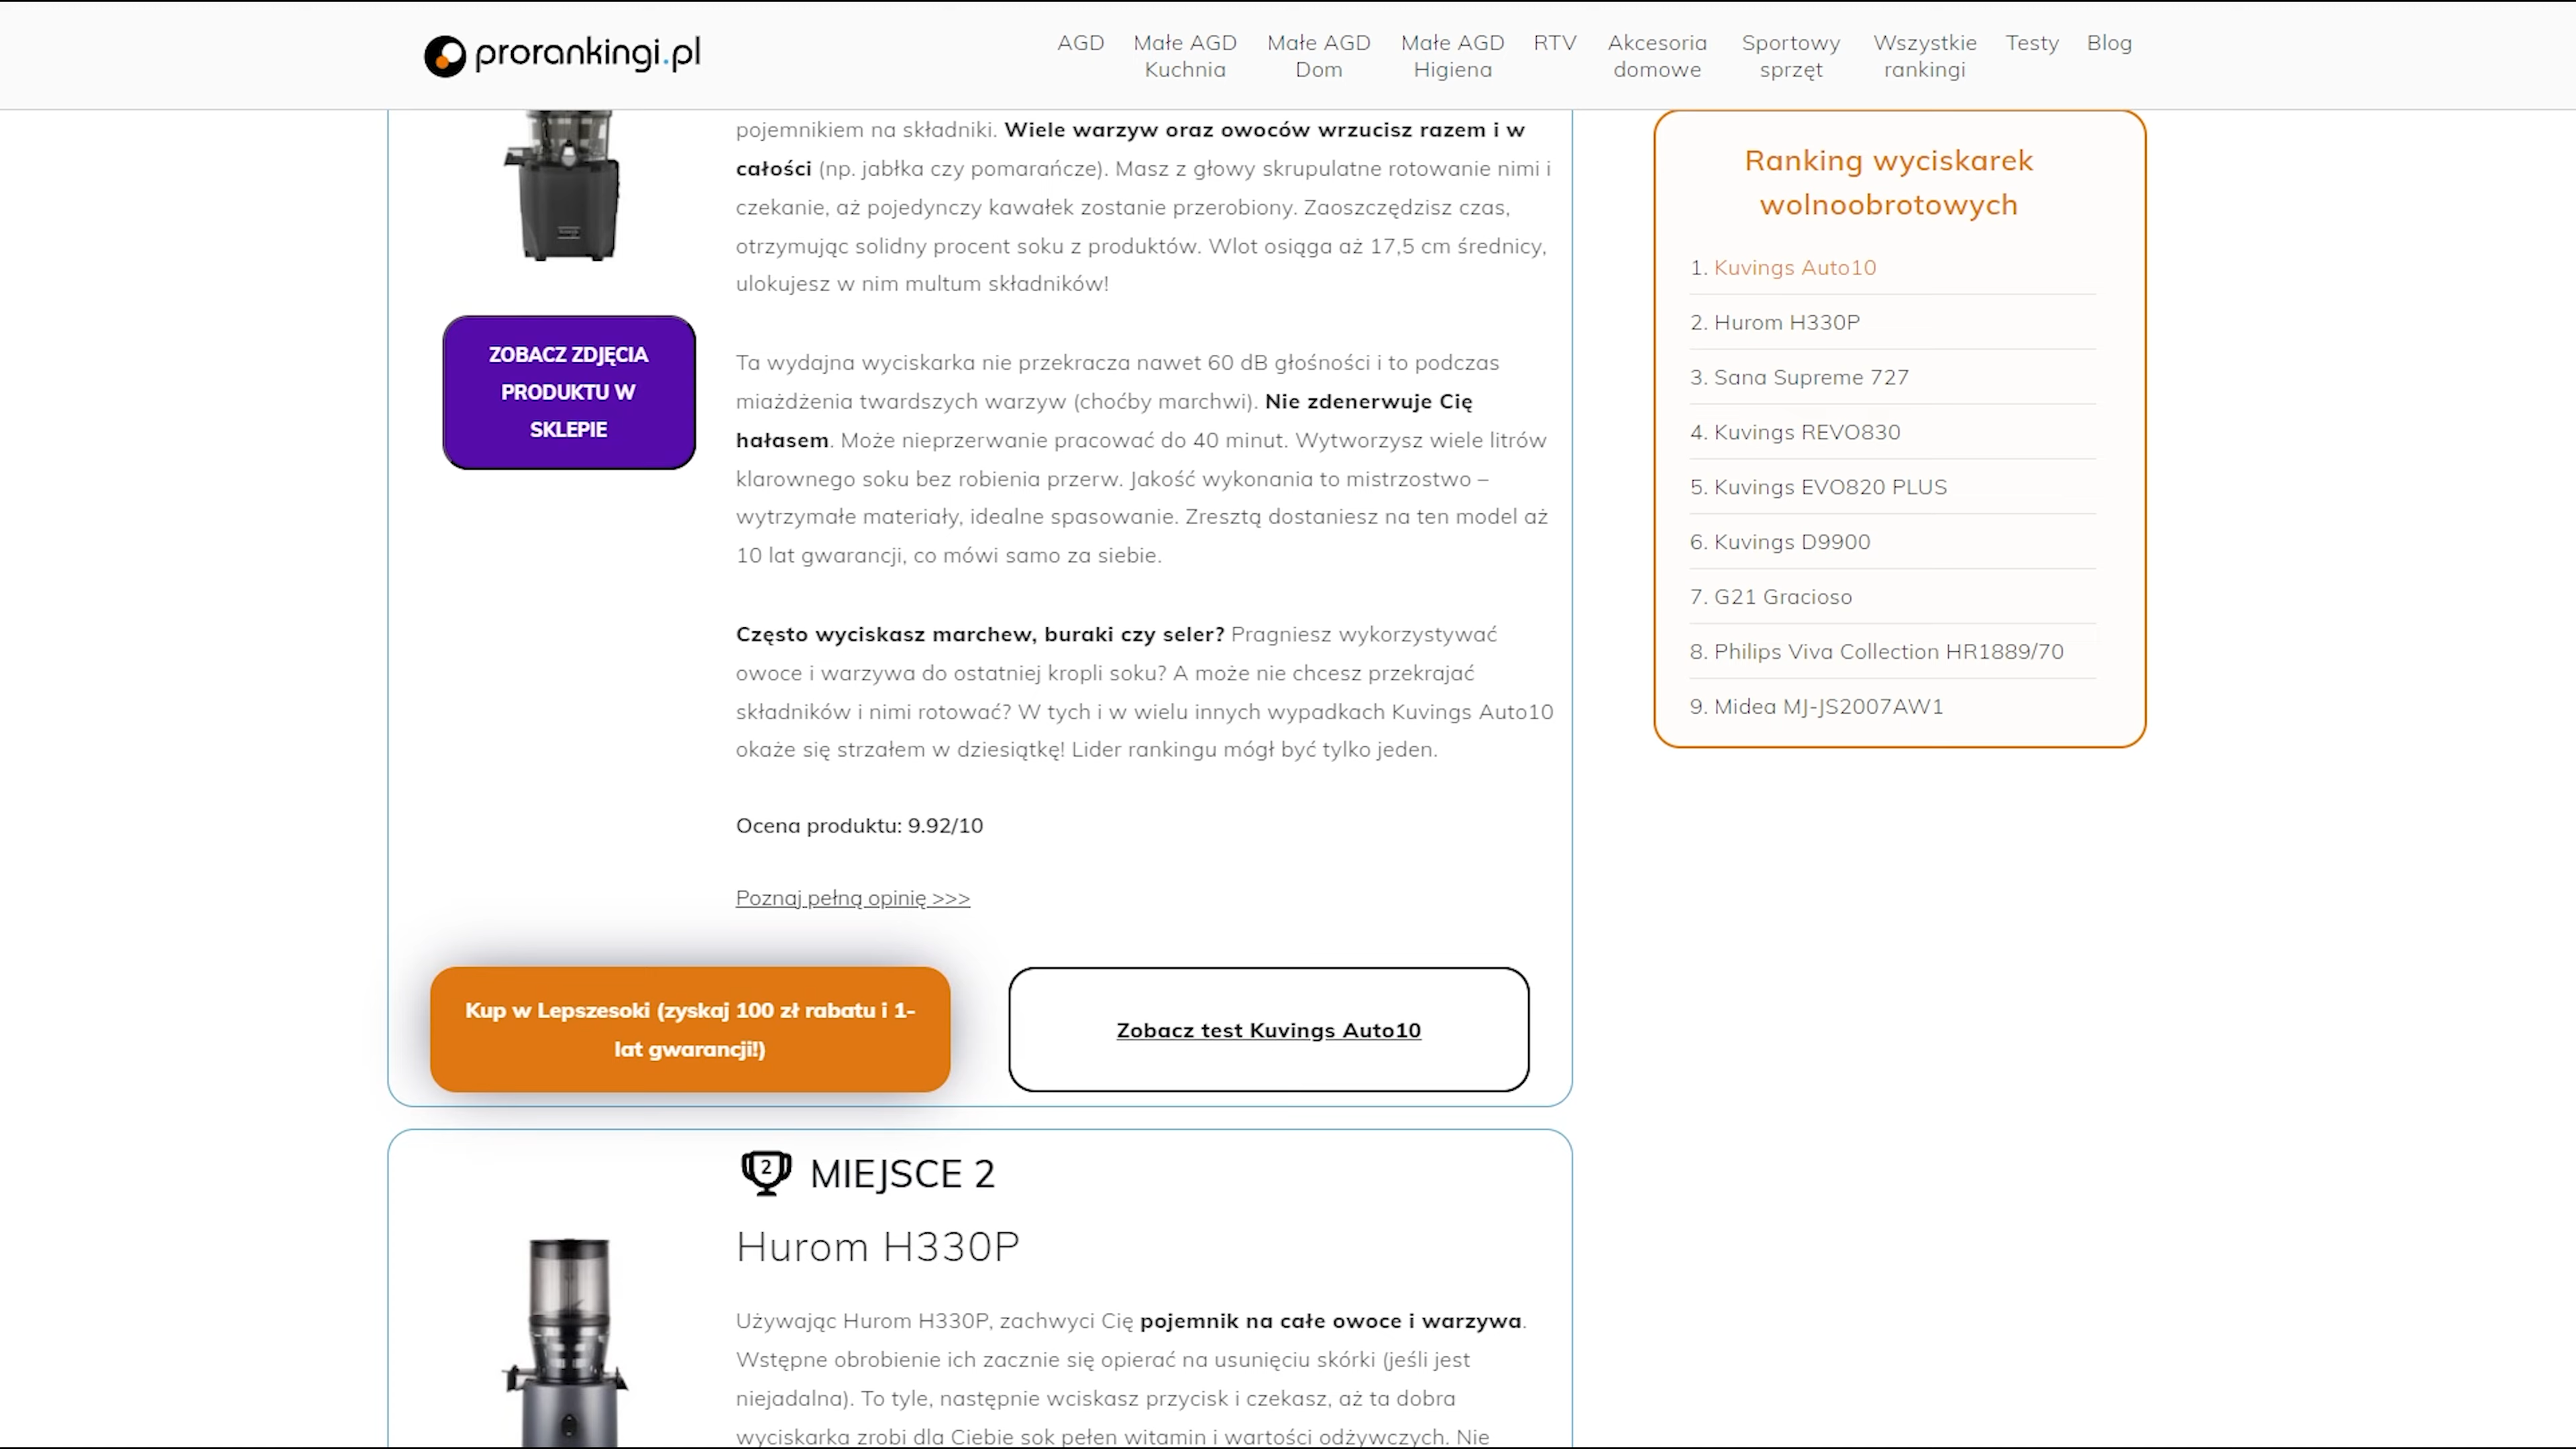 prorankingi.pl
AGD
Małe AGD
Kuchnia
Małe AGD
Dom
Małe AGD
Higiena
RTV
Akcesoria
domowe
Sportowy
sprzęt
Wszystkie
rankingi
Testy
Blog
pojemnikiem na składniki. Wiele warzyw oraz owoców wrzucisz razem i w
całości (np. jabłka czy pomarańcze). Masz z głowy skrupulatne rotowanie nimi i
czekanie, aż pojedynczy kawałek zostanie przerobiony. Zaoszczędzisz czas,
otrzymując solidny procent soku z produktów. Wlot osiąga aż 17,5 cm średnicy,
ulokujesz w nim multum składników!
ZOBACZ ZDJĘCIA
PRODUKTU W
SKLEPIE
Ta wydajna wyciskarka nie przekracza nawet 60 dB głośności i to podczas
miażdżenia twardszych warzyw (choćby marchwi). Nie zdenerwuje Cię
hałasem. Może nieprzerwanie pracować do 40 minut. Wytworzysz wiele litrów
klarownego soku bez robienia przerw. Jakość wykonania to mistrzostwo –
wytrzymałe materiały, idealne spasowanie. Zresztą dostaniesz na ten model aż
10 lat gwarancji, co mówi samo za siebie.
Często wyciskasz marchew, buraki czy seler? Pragniesz wykorzystywać
owoce i warzywa do ostatniej kropli soku? A może nie chcesz przekrajać
składników i nimi rotować? W tych i w wielu innych wypadkach Kuvings Auto10
okaże się strzałem w dziesiątkę! Lider rankingu mógł być tylko jeden.
Ocena produktu: 9.92/10
Poznaj pełną opinię >>>
Kup w Lepszesoki (zyskaj 100 zł rabatu i 1-
lat gwarancji!)
Zobacz test Kuvings Auto10
2
MIEJSCE 2
Hurom H330P
Używając Hurom H330P, zachwyci Cię pojemnik na całe owoce i warzywa.
Wstępne obrobienie ich zacznie się opierać na usunięciu skórki (jeśli jest
niejadalna). To tyle, następnie wciskasz przycisk i czekasz, aż ta dobra
wyciskarka zrobi dla Ciebie sok pełen witamin i wartości odżywczych. Nie
Ranking wyciskarek
wolnoobrotowych
1. Kuvings Auto10
2. Hurom H330P
3. Sana Supreme 727
4. Kuvings REVO830
5. Kuvings EVO820 PLUS
6. Kuvings D9900
7. G21 Gracioso
8. Philips Viva Collection HR1889/70
9. Midea MJ-JS2007AW1